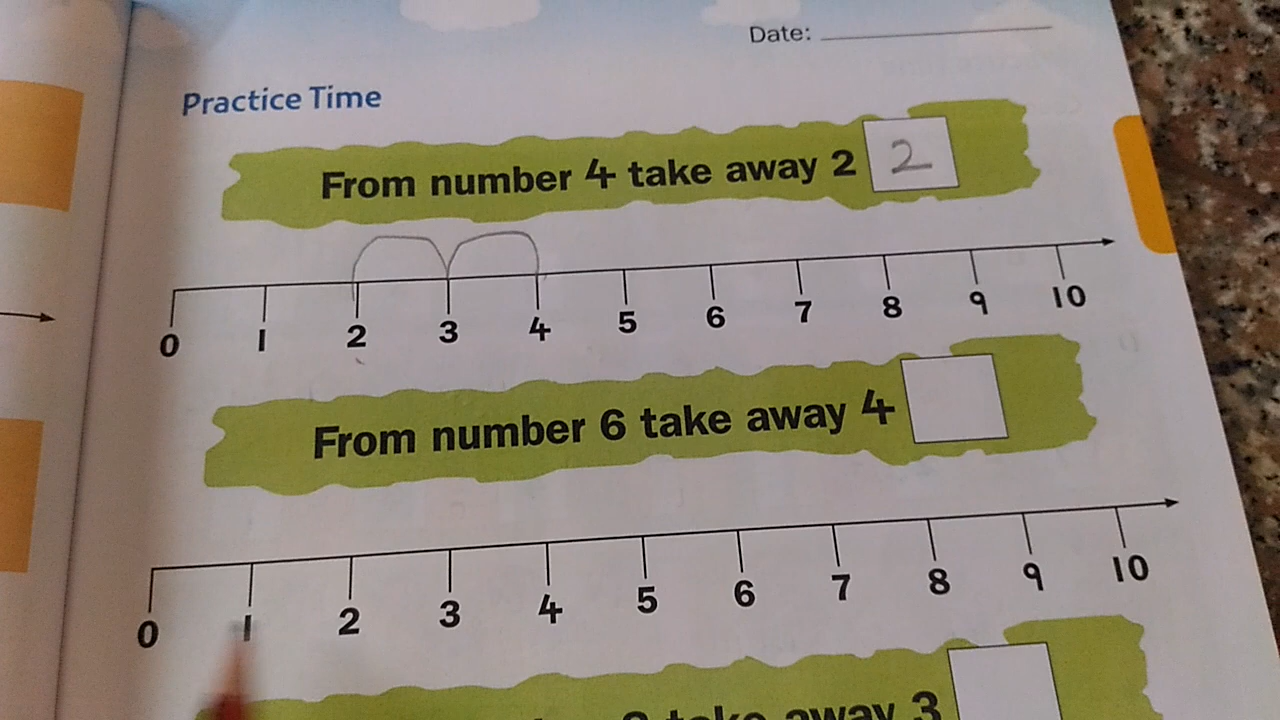 Date:
Practice Time
From number 4 take away 2 2
0 1 2 3 4 5 6 7 8 9 10
From number 6 take away 4
0 1 2 3 4 5 6 7 8 9 10
take away 3